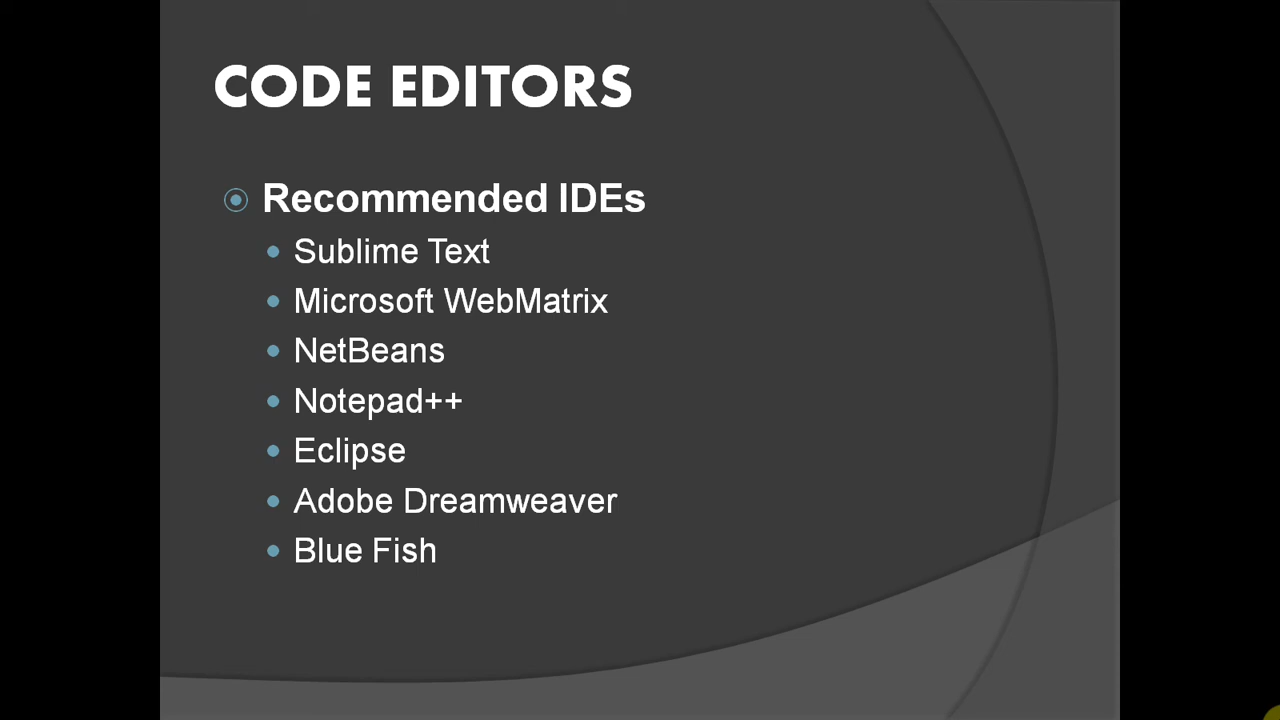 CODE EDITORS
Recommended IDEs
Sublime Text
Microsoft WebMatrix
NetBeans
Notepad++
Eclipse
Adobe Dreamweaver
Blue Fish